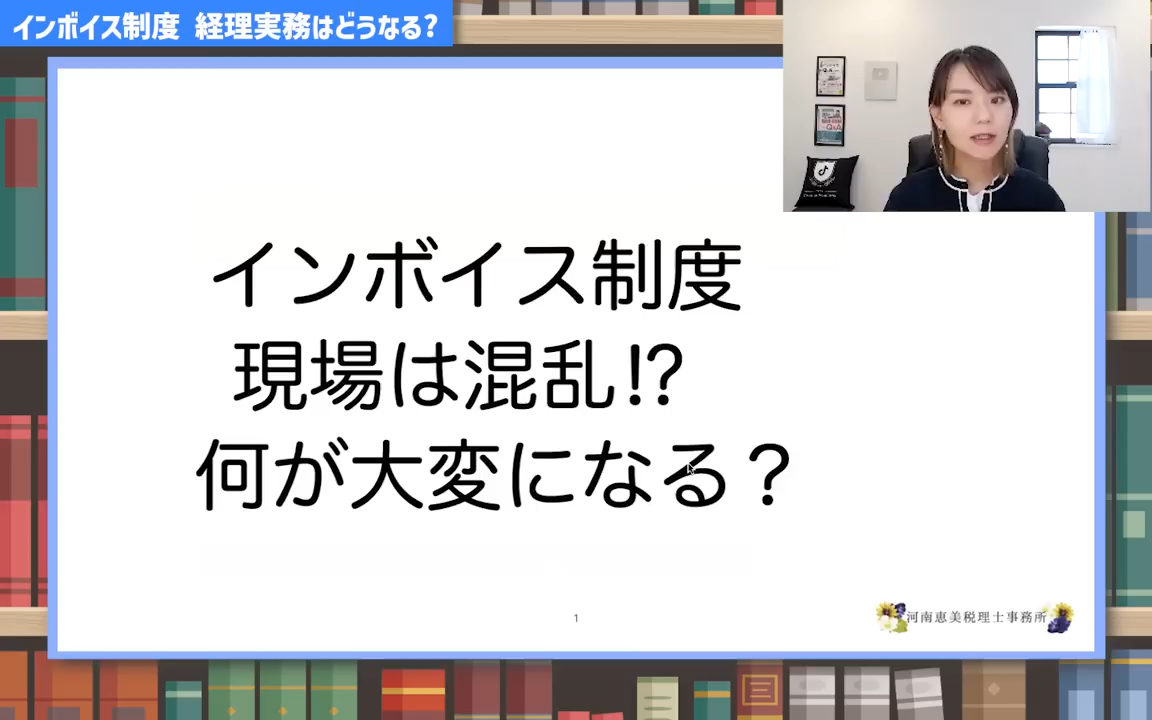 インボイス制度 経理実務はどうなる?
インボイス制度
現場は混乱⁉
何が大変になる？
1
河南恵美税理士事務所
Q&A